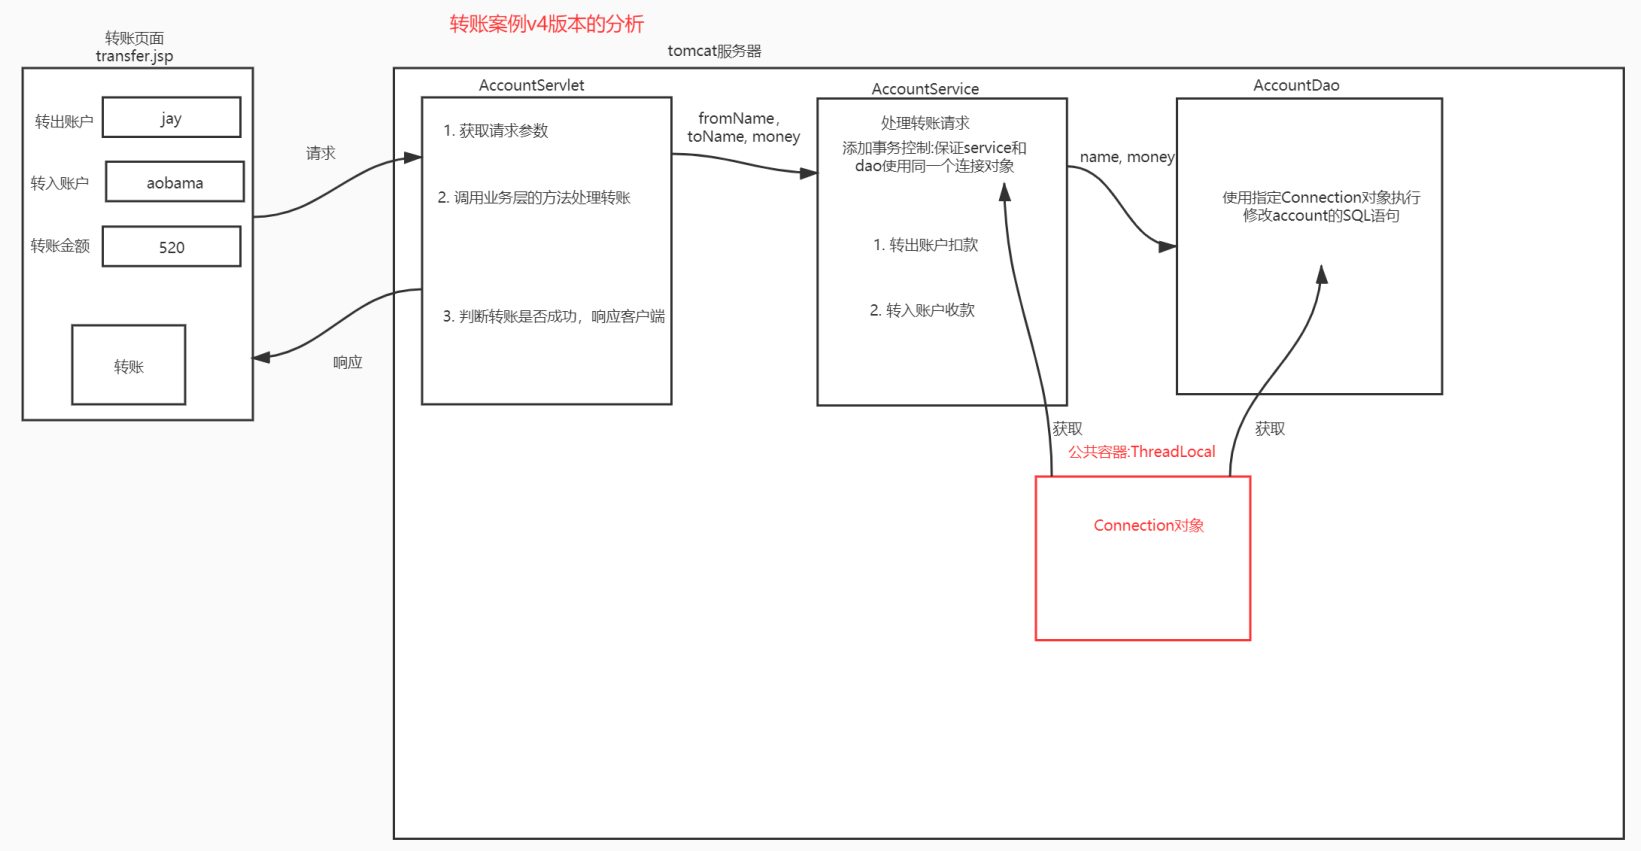 转账案例v4版本的分析
转账页面
transfer.jsp
转出账户
jay
转入账户
aobama
转账金额
520
转账
请求
响应
tomcat服务器
AccountServlet
1. 获取请求参数
2. 调用业务层的方法处理转账
3. 判断转账是否成功，响应客户端
fromName，
toName, money
AccountService
处理转账请求
添加事务控制:保证service和
dao使用同一个连接对象
1. 转出账户扣款
2. 转入账户收款
name, money
AccountDao
使用指定Connection对象执行
修改account的SQL语句
获取
获取
公共容器:ThreadLocal
Connection对象